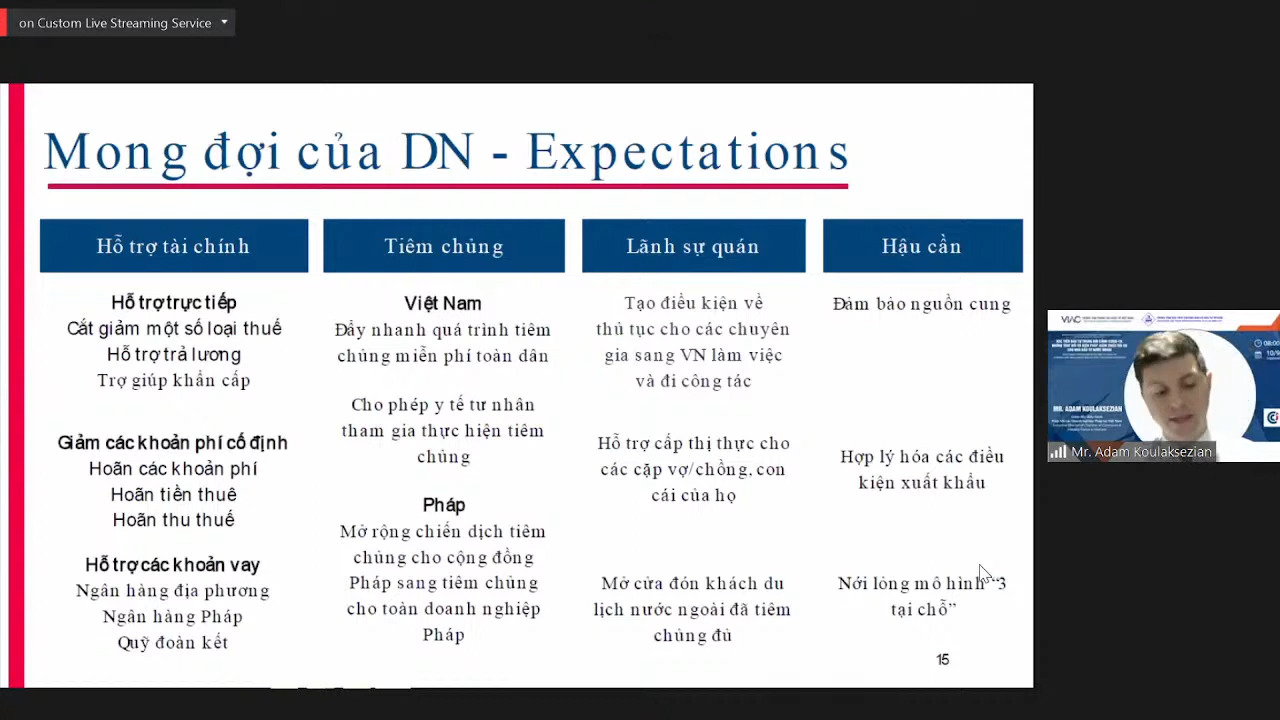 on Custom Live Streaming Service
Mong đợi của DN - Expectations
Hỗ trợ tài chính
Hỗ trợ trực tiếp
Cắt giảm một số loại thuế
Hỗ trợ trả lương
Trợ giúp khẩn cấp
Giảm các khoản phí cố định
Hoãn các khoản phí
Hoãn tiền thuê
Hoãn thu thuế
Hỗ trợ các khoản vay
Ngân hàng địa phương
Ngân hàng Pháp
Quỹ đoàn kết
Tiêm chủng
Việt Nam
Đẩy nhanh quá trình tiêm
chủng miễn phí toàn dân
Cho phép y tế tư nhân
tham gia thực hiện tiêm
chủng
Pháp
Mở rộng chiến dịch tiêm
chủng cho cộng đồng
Pháp sang tiêm chủng
cho toàn doanh nghiệp
Pháp
Lãnh sự quán
Tạo điều kiện về
thủ tục cho các chuyên
gia sang VN làm việc
và đi công tác
Hỗ trợ cấp thị thực cho
các cặp vợ/chồng, con
cái của họ
Mở cửa đón khách du
lịch nước ngoài đã tiêm
chủng đủ
Hậu cần
Đảm bảo nguồn cung
Hợp lý hóa các điều
kiện xuất khẩu
Nới lỏng mô hình “3
tại chỗ”
15
VIAC
08:00
10/9
MR. ADAM KOULAKSEZIAN
Mr. Adam Koulaksezian